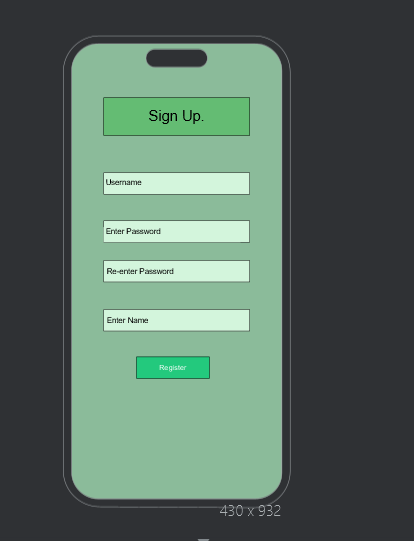 Sign Up.
Username
Enter Password
Re-enter Password
Enter Name
Register
430 x 932